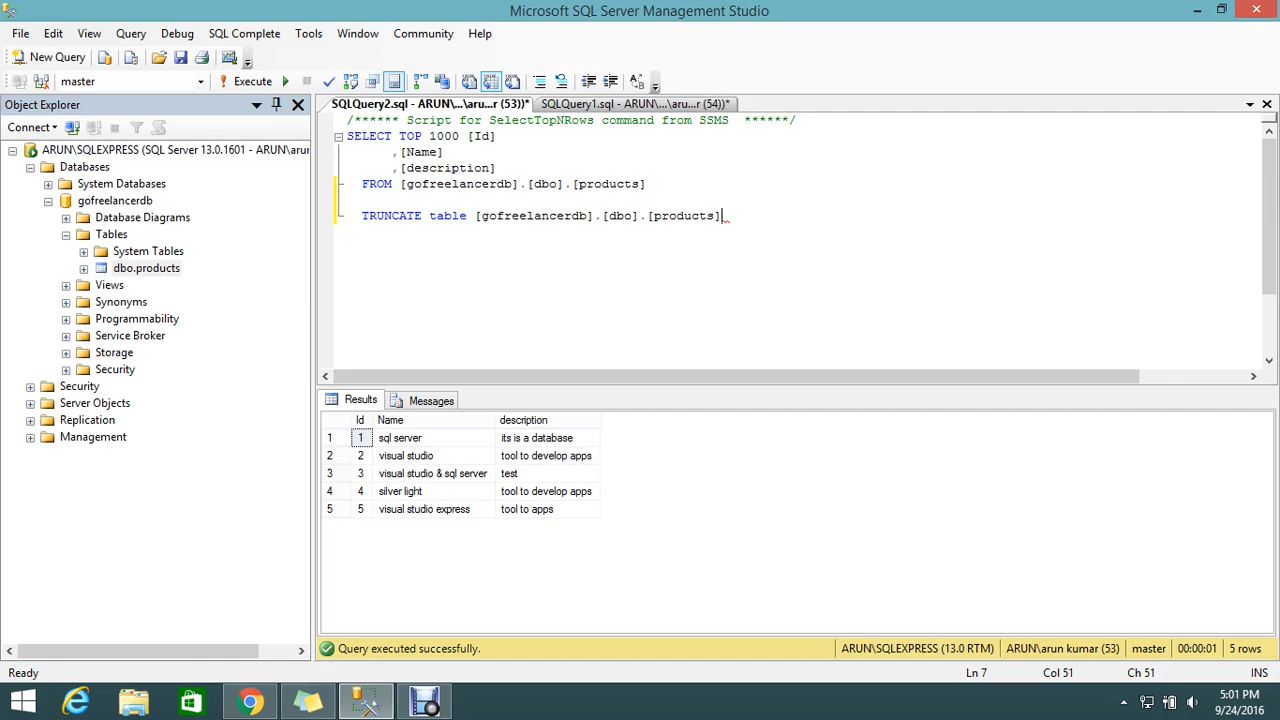 Microsoft SQL Server Management Studio
File Edit View Query Debug SQL Complete Tools Window Community Help
New Query
master Execute
Object Explorer
SQLQuery2.sql - ARUN\...\aru...r (53))* SQLQuery1.sql - ARUN\...\aru...r (54))*
Connect
ARUN\SQLEXPRESS (SQL Server 13.0.1601 - ARUN\arun
Databases
System Databases
gofreelancerdb
Database Diagrams
Tables
System Tables
dbo.products
Views
Synonyms
Programmability
Service Broker
Storage
Security
Security
Server Objects
Replication
Management
/****** Script for SelectTopNRows command from SSMS ******/
SELECT TOP 1000 [Id]
,[Name]
,[description]
FROM [gofreelancerdb].[dbo].[products]
TRUNCATE table [gofreelancerdb].[dbo].[products]
Results Messages
Id Name description
1 1 sql server its is a database
2 2 visual studio tool to develop apps
3 3 visual studio & sql server test
4 4 silver light tool to develop apps
5 5 visual studio express tool to apps
Query executed successfully. ARUN\SQLEXPRESS (13.0 RTM) ARUN\arun kumar (53) master 00:00:01 5 rows
Ready Ln 7 Col 51 Ch 51 INS
5:01 PM
9/24/2016